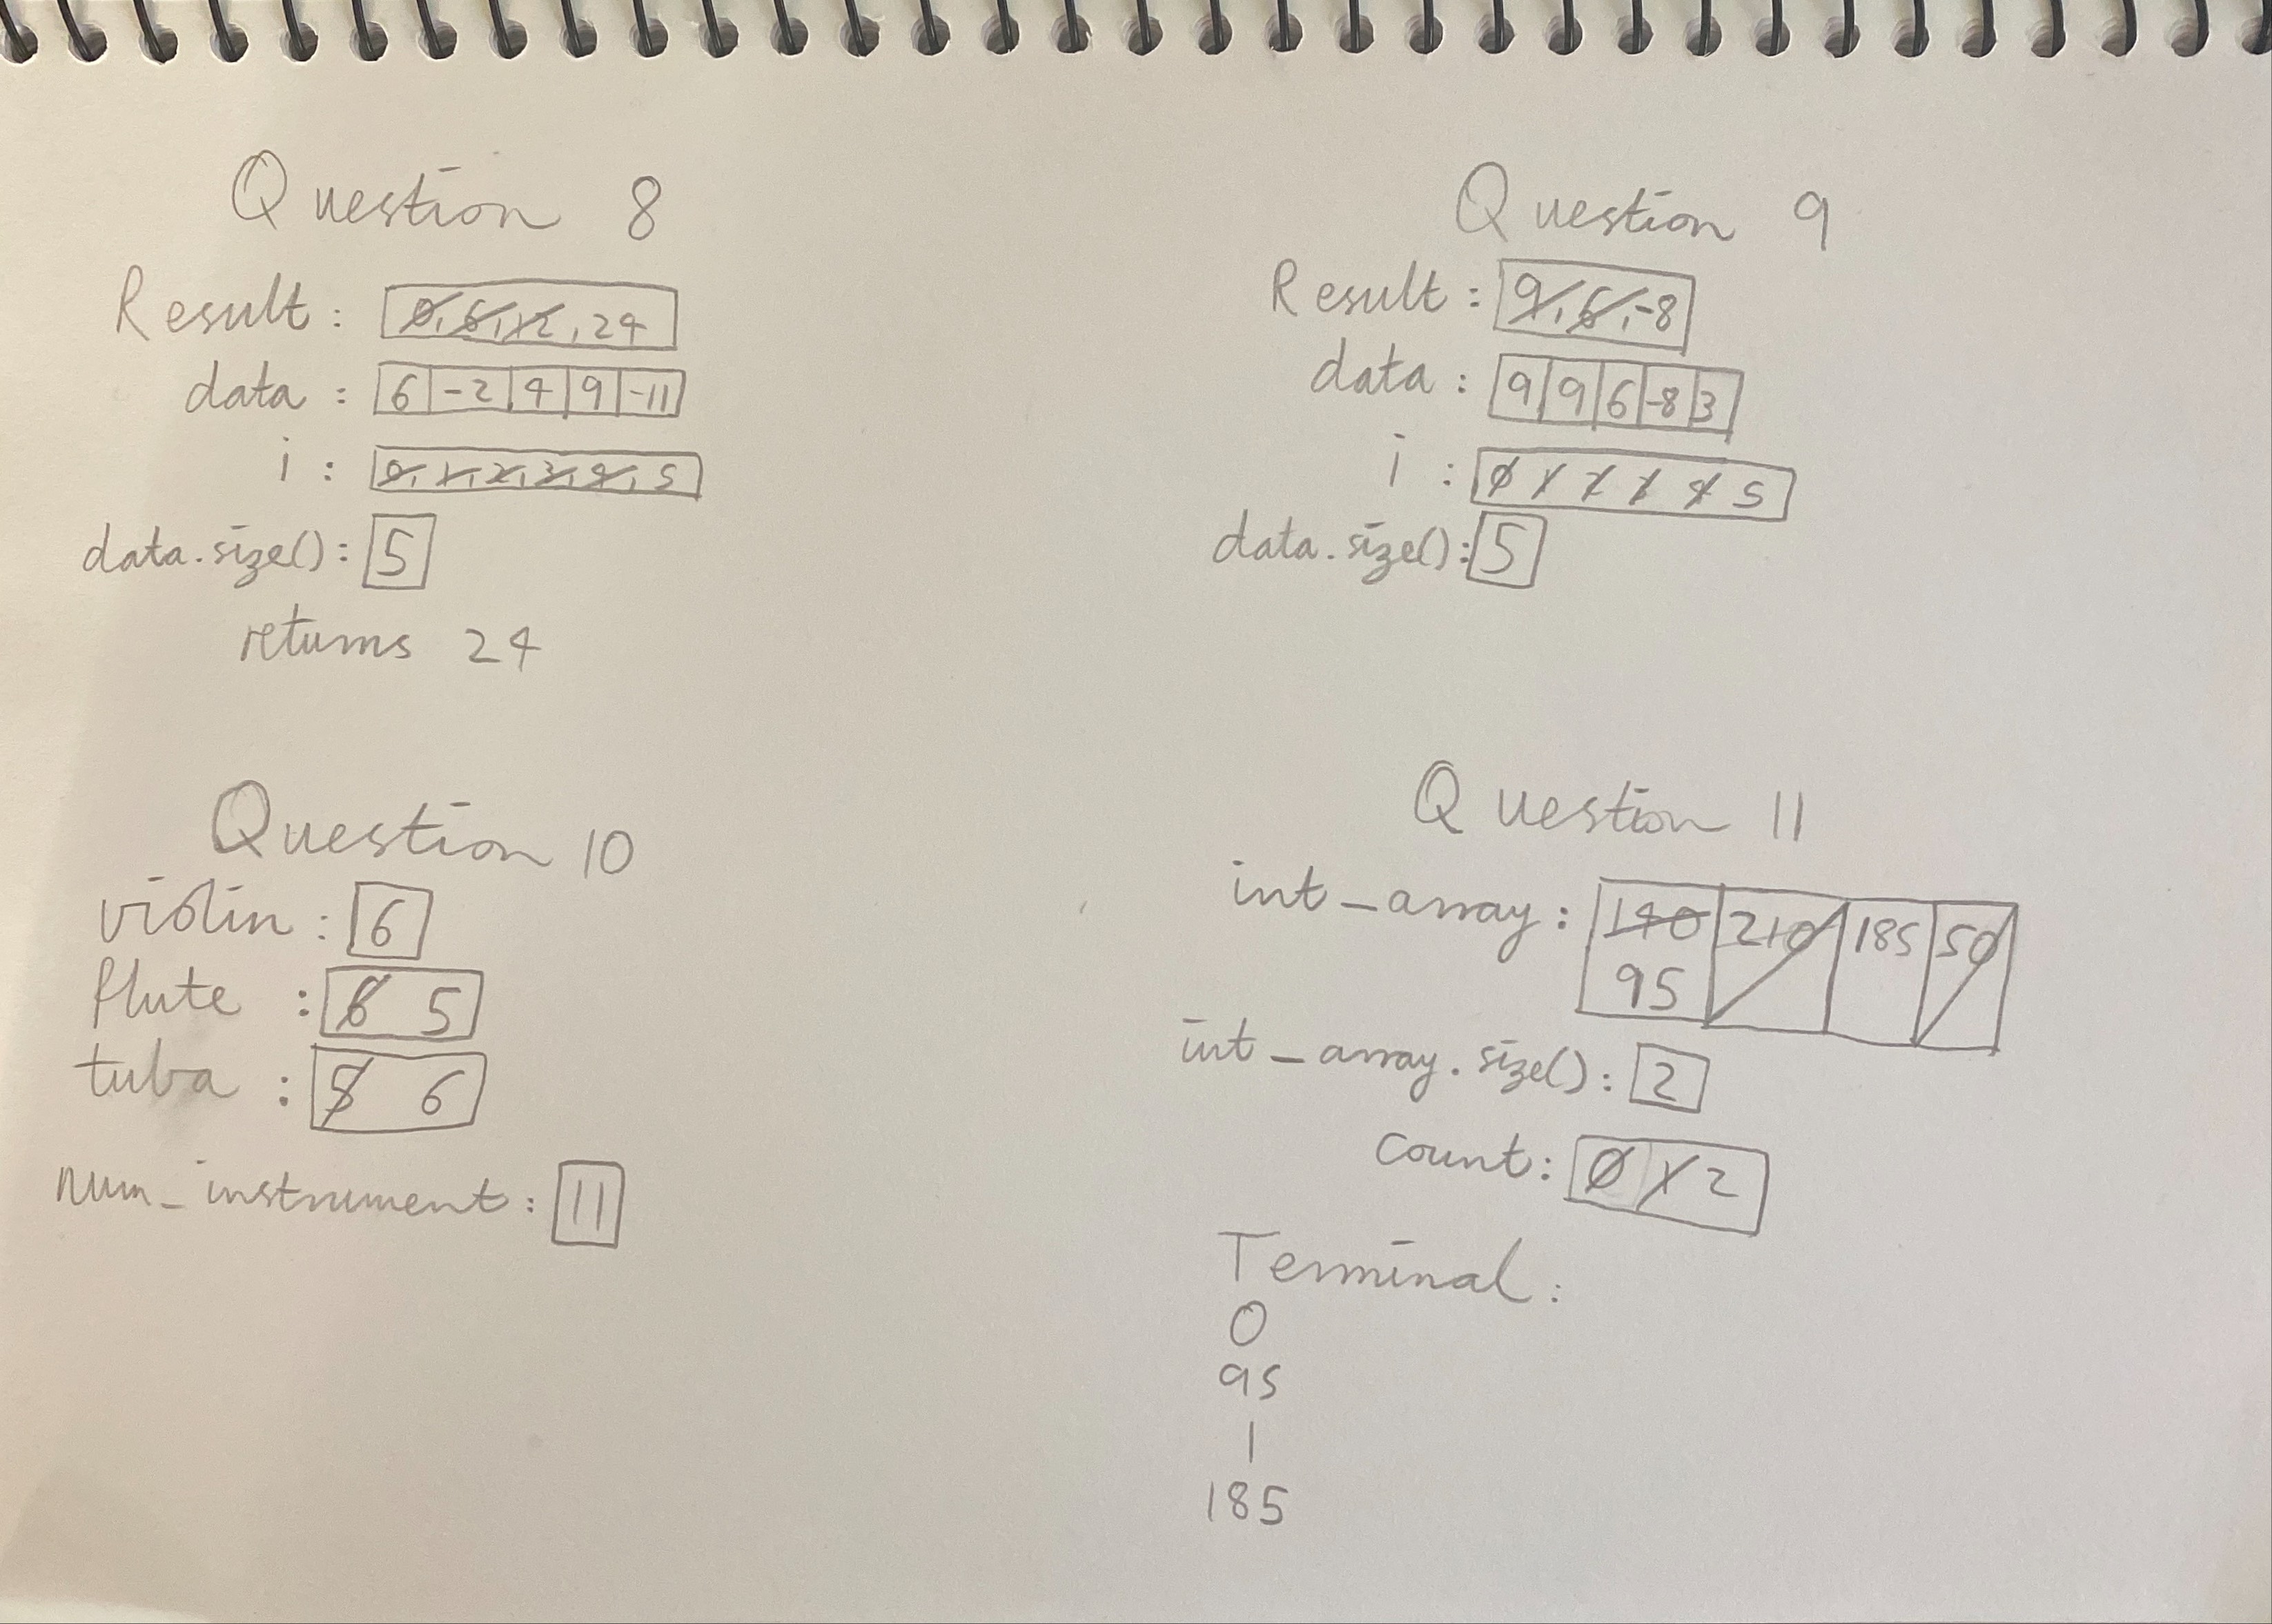 Question 8
Result: 0, 6, 12, 24
data: 6 -2 4 9 -11
i: 0, 1, 2, 3, 4, 5
data.size(): 5
returns 24
Question 9
Result: 9, 6, -8
data: 9 9 6 -8 3
i: 0 1 2 3 4 5
data.size(): 5
Question 10
violin: 6
flute: 6 5
tuba: 5 6
num_instrument: 11
Question 11
int_array: 140 210 185 50
95
int_array.size(): 2
count: 0 1 2
Terminal:
0
95
1
185